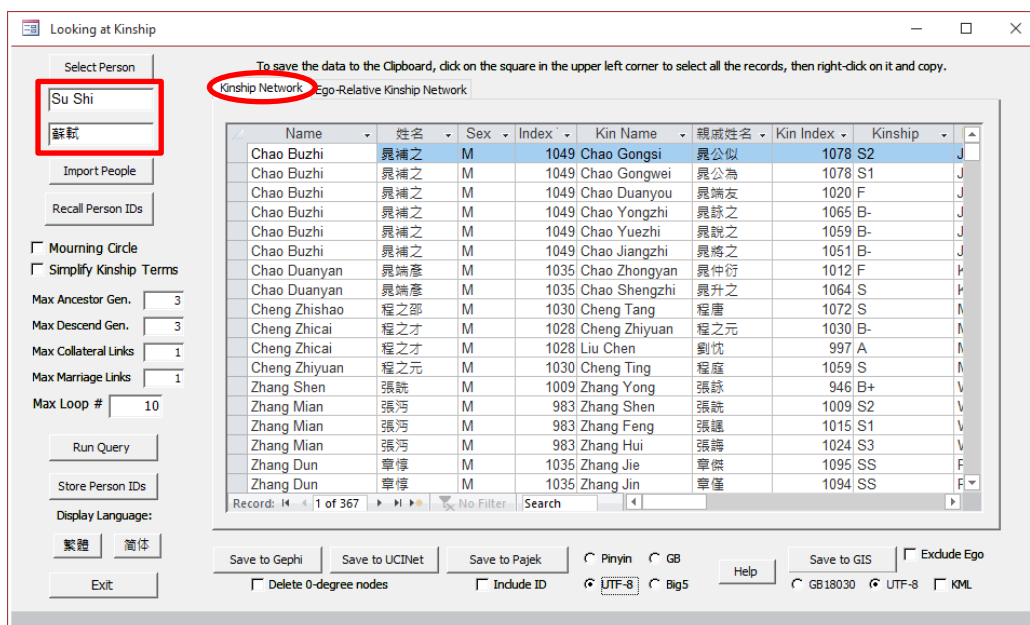 Looking at Kinship
Select Person
To save the data to the Clipboard, click on the square in the upper left corner to select all the records, then right-click on it and copy.
Su Shi
蘇軾
Import People
Recall Person IDs
Mourning Circle
Simplify Kinship Terms
Max Ancestor Gen. 3
Max Descend Gen. 3
Max Collateral Links 1
Max Marriage Links 1
Max Loop # 10
Run Query
Store Person IDs
Display Language:
繁體 简体
Exit
Kinship Network Ego-Relative Kinship Network
Name 姓名 Sex Index Kin Name 親戚姓名 Kin Index Kinship
Chao Buzhi 晁補之 M 1049 Chao Gongsi 晁公似 1078 S2 J
Chao Buzhi 晁補之 M 1049 Chao Gongwei 晁公為 1078 S1 J
Chao Buzhi 晁補之 M 1049 Chao Duanyou 晁端友 1020 F J
Chao Buzhi 晁補之 M 1049 Chao Yongzhi 晁詠之 1065 B- J
Chao Buzhi 晁補之 M 1049 Chao Yuezhi 晁說之 1059 B- J
Chao Buzhi 晁補之 M 1049 Chao Jiangzhi 晁將之 1051 B- J
Chao Duanyan 晁端彥 M 1035 Chao Zhongyan 晁仲衍 1012 F
Chao Duanyan 晁端彥 M 1035 Chao Shengzhi 晁升之 1064 S
Cheng Zhishao 程之邵 M 1030 Cheng Tang 程唐 1072 S
Cheng Zhicai 程之才 M 1028 Cheng Zhiyuan 程之元 1030 B-
Cheng Zhicai 程之才 M 1028 Liu Chen 劉忱 997 A
Cheng Zhiyuan 程之元 M 1030 Cheng Ting 程庭 1059 S
Zhang Shen 張詵 M 1009 Zhang Yong 張詠 946 B+
Zhang Mian 張沔 M 983 Zhang Shen 張詵 1009 S2
Zhang Mian 張沔 M 983 Zhang Feng 張諷 1015 S1
Zhang Mian 張沔 M 983 Zhang Hui 張誨 1024 S3
Zhang Dun 章惇 M 1035 Zhang Jie 章傑 1095 SS
Zhang Dun 章惇 M 1035 Zhang Jin 章僅 1094 SS
Record: 1 of 367 No Filter Search
Save to Gephi Save to UCINet Save to Pajek Pinyin GB Help Save to GIS Exclude Ego
Delete 0-degree nodes Include ID UTF-8 Big5 GB18030 UTF-8 KML